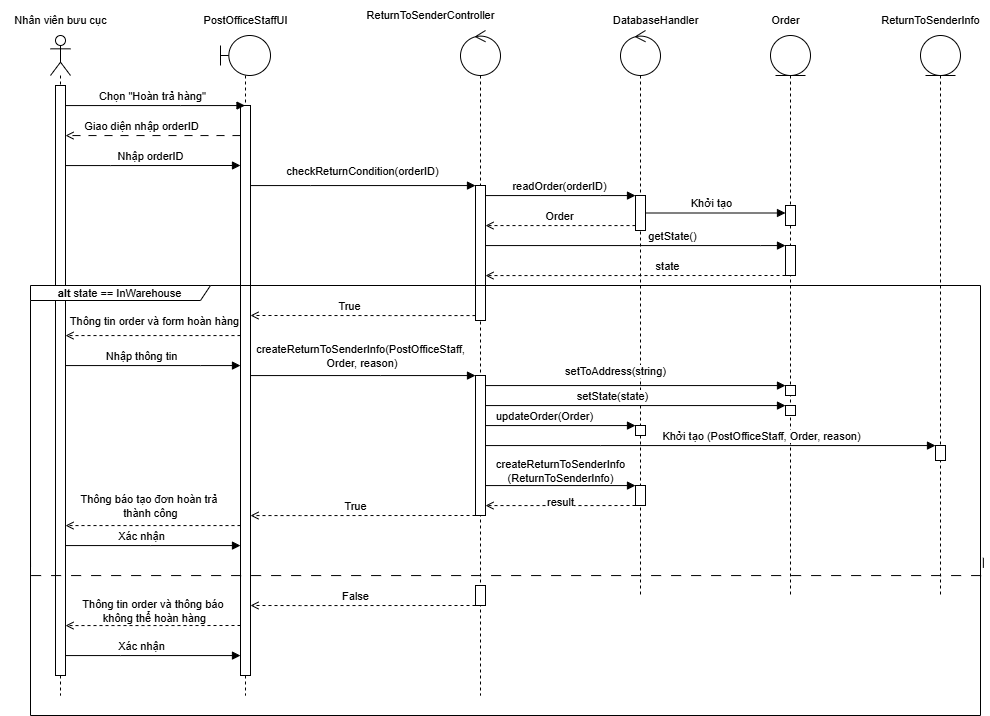 Nhân viên bưu cục
PostOfficeStaffUI
ReturnToSenderController
DatabaseHandler
Order
ReturnToSenderInfo
Chọn "Hoàn trả hàng"
Giao diện nhập orderID
Nhập orderID
checkReturnCondition(orderID)
readOrder(orderID)
Khởi tạo
Order
getState()
state
alt state == InWarehouse
True
Thông tin order và form hoàn hàng
Nhập thông tin
createReturnToSenderInfo(PostOfficeStaff,
Order, reason)
setToAddress(string)
setState(state)
updateOrder(Order)
Khởi tạo (PostOfficeStaff, Order, reason)
createReturnToSenderInfo
(ReturnToSenderInfo)
result
True
Thông báo tạo đơn hoàn trả
thành công
Xác nhận
False
Thông tin order và thông báo
không thể hoàn hàng
Xác nhận